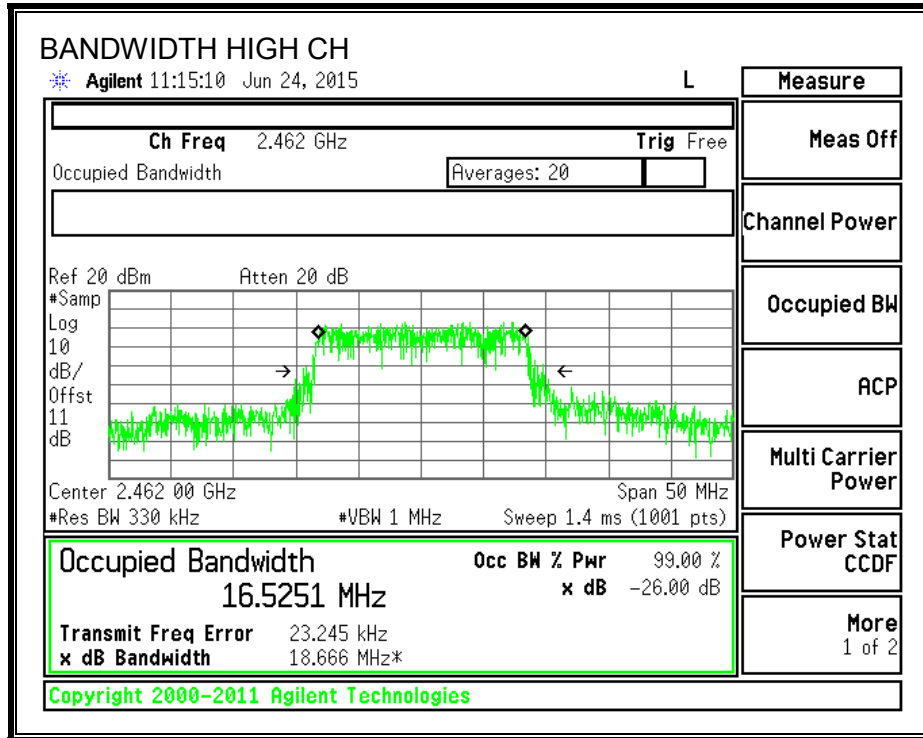 BANDWIDTH HIGH CH
Agilent 11:15:10 Jun 24, 2015 L
Ch Freq 2.462 GHz Trig Free
Occupied Bandwidth Averages: 20
Ref 20 dBm Atten 20 dB
#Samp
Log
10
dB/
Offst
11
dB
Center 2.462 00 GHz Span 50 MHz
#Res BW 330 kHz #VBW 1 MHz Sweep 1.4 ms (1001 pts)
Occupied Bandwidth Occ BW % Pwr 99.00 %
16.5251 MHz x dB -26.00 dB
Transmit Freq Error 23.245 kHz
x dB Bandwidth 18.666 MHz*
Copyright 2000-2011 Agilent Technologies
Measure
Meas Off
Channel Power
Occupied BW
ACP
Multi Carrier
Power
Power Stat
CCDF
More
1 of 2